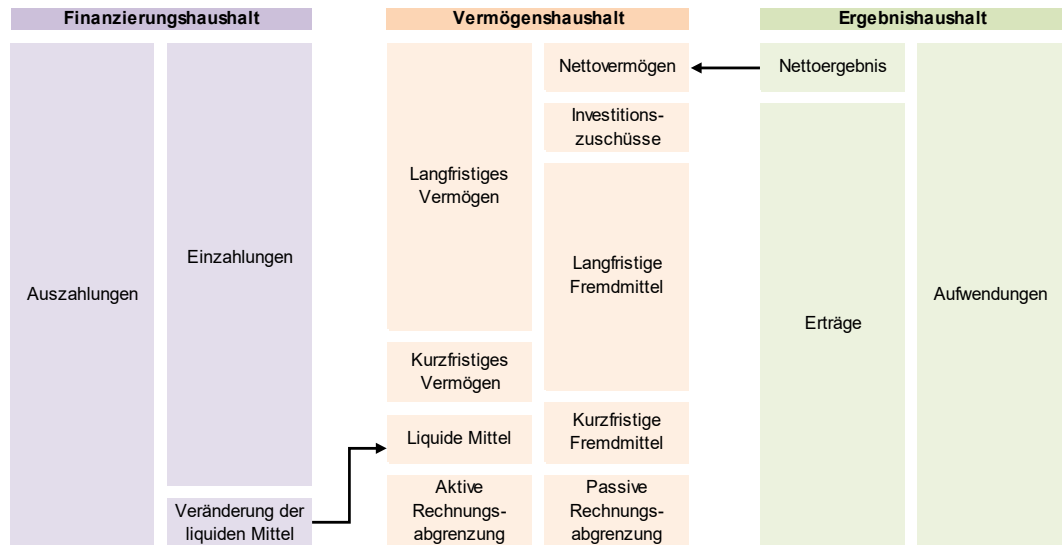 Finanzierungshaushalt
Auszahlungen
Einzahlungen
Veränderung der
liquiden Mittel
Vermögenshaushalt
Langfristiges
Vermögen
Kurzfristiges
Vermögen
Liquide Mittel
Aktive
Rechnungs-
abgrenzung
Nettovermögen
Investitions-
zuschüsse
Langfristige
Fremdmittel
Kurzfristige
Fremdmittel
Passive
Rechnungs-
abgrenzung
Ergebnishaushalt
Nettoergebnis
Erträge
Aufwendungen